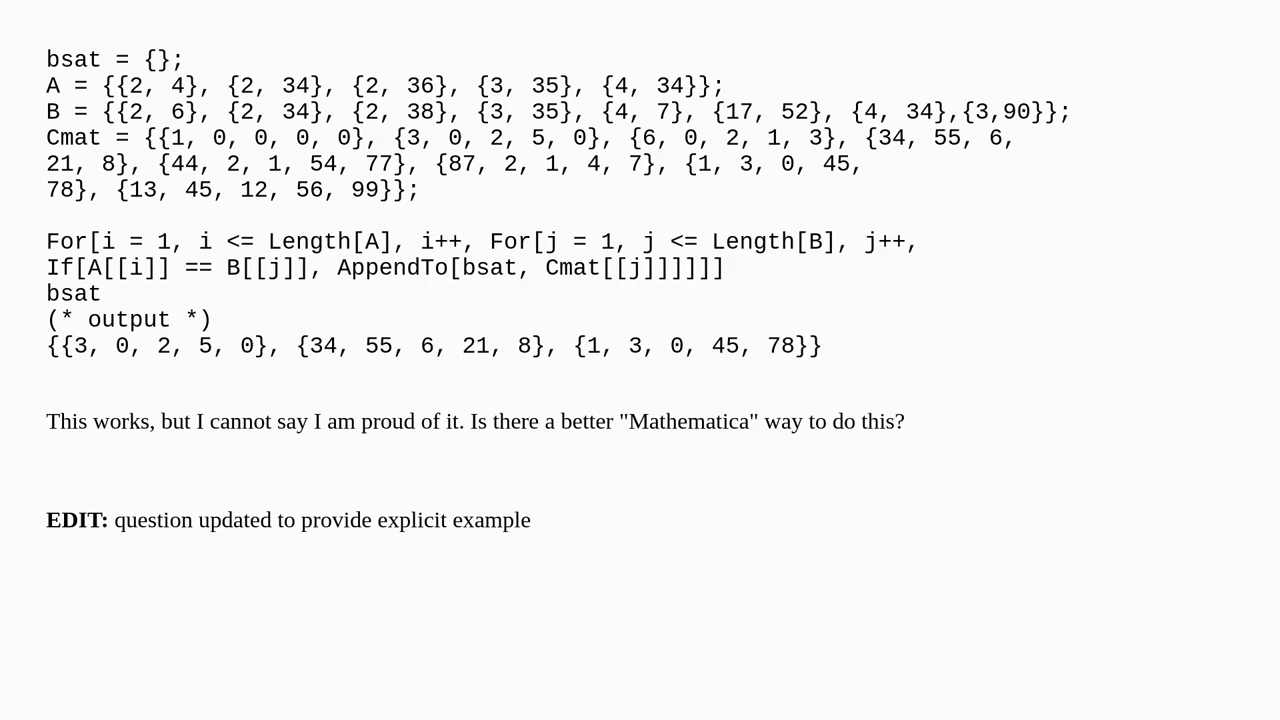 bsat = {};
A = {{2, 4}, {2, 34}, {2, 36}, {3, 35}, {4, 34}};
B = {{2, 6}, {2, 34}, {2, 38}, {3, 35}, {4, 7}, {17, 52}, {4, 34},{3,90}};
Cmat = {{1, 0, 0, 0, 0}, {3, 0, 2, 5, 0}, {6, 0, 2, 1, 3}, {34, 55, 6,
21, 8}, {44, 2, 1, 54, 77}, {87, 2, 1, 4, 7}, {1, 3, 0, 45,
78}, {13, 45, 12, 56, 99}};
For[i = 1, i <= Length[A], i++, For[j = 1, j <= Length[B], j++,
If[A[[i]] == B[[j]], AppendTo[bsat, Cmat[[j]]]]]]
bsat
(* output *)
{{3, 0, 2, 5, 0}, {34, 55, 6, 21, 8}, {1, 3, 0, 45, 78}}
This works, but I cannot say I am proud of it. Is there a better "Mathematica" way to do this?
EDIT: question updated to provide explicit example